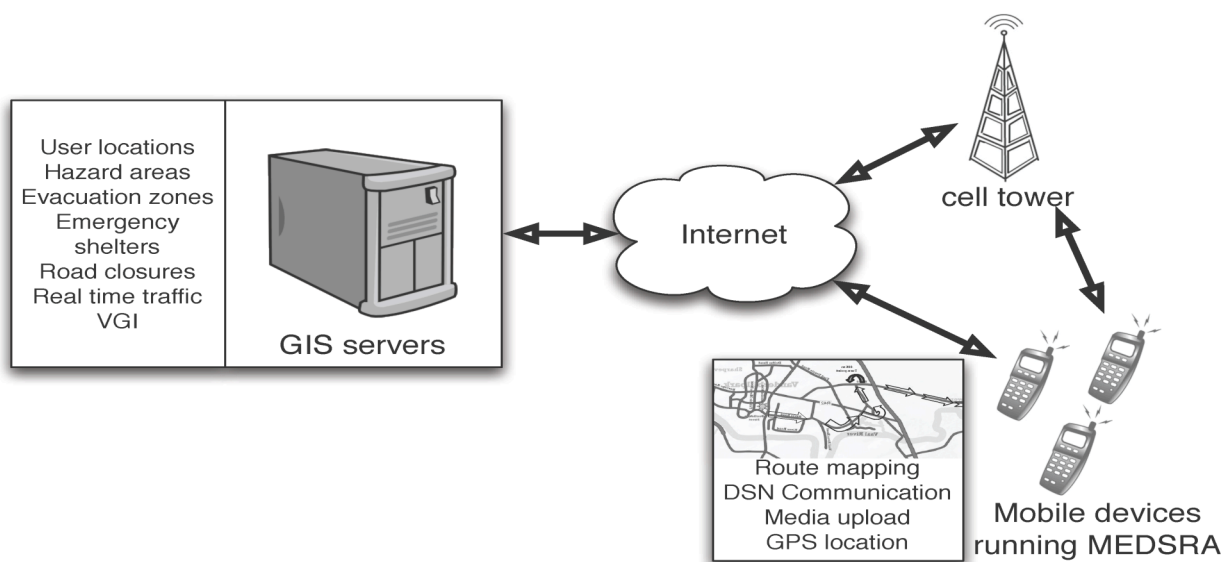 User locations
Hazard areas
Evacuation zones
Emergency
shelters
Road closures
Real time traffic
VGI
GIS servers
Internet
cell tower
Route mapping
DSN Communication
Media upload
GPS location
Mobile devices
running MEDSRA